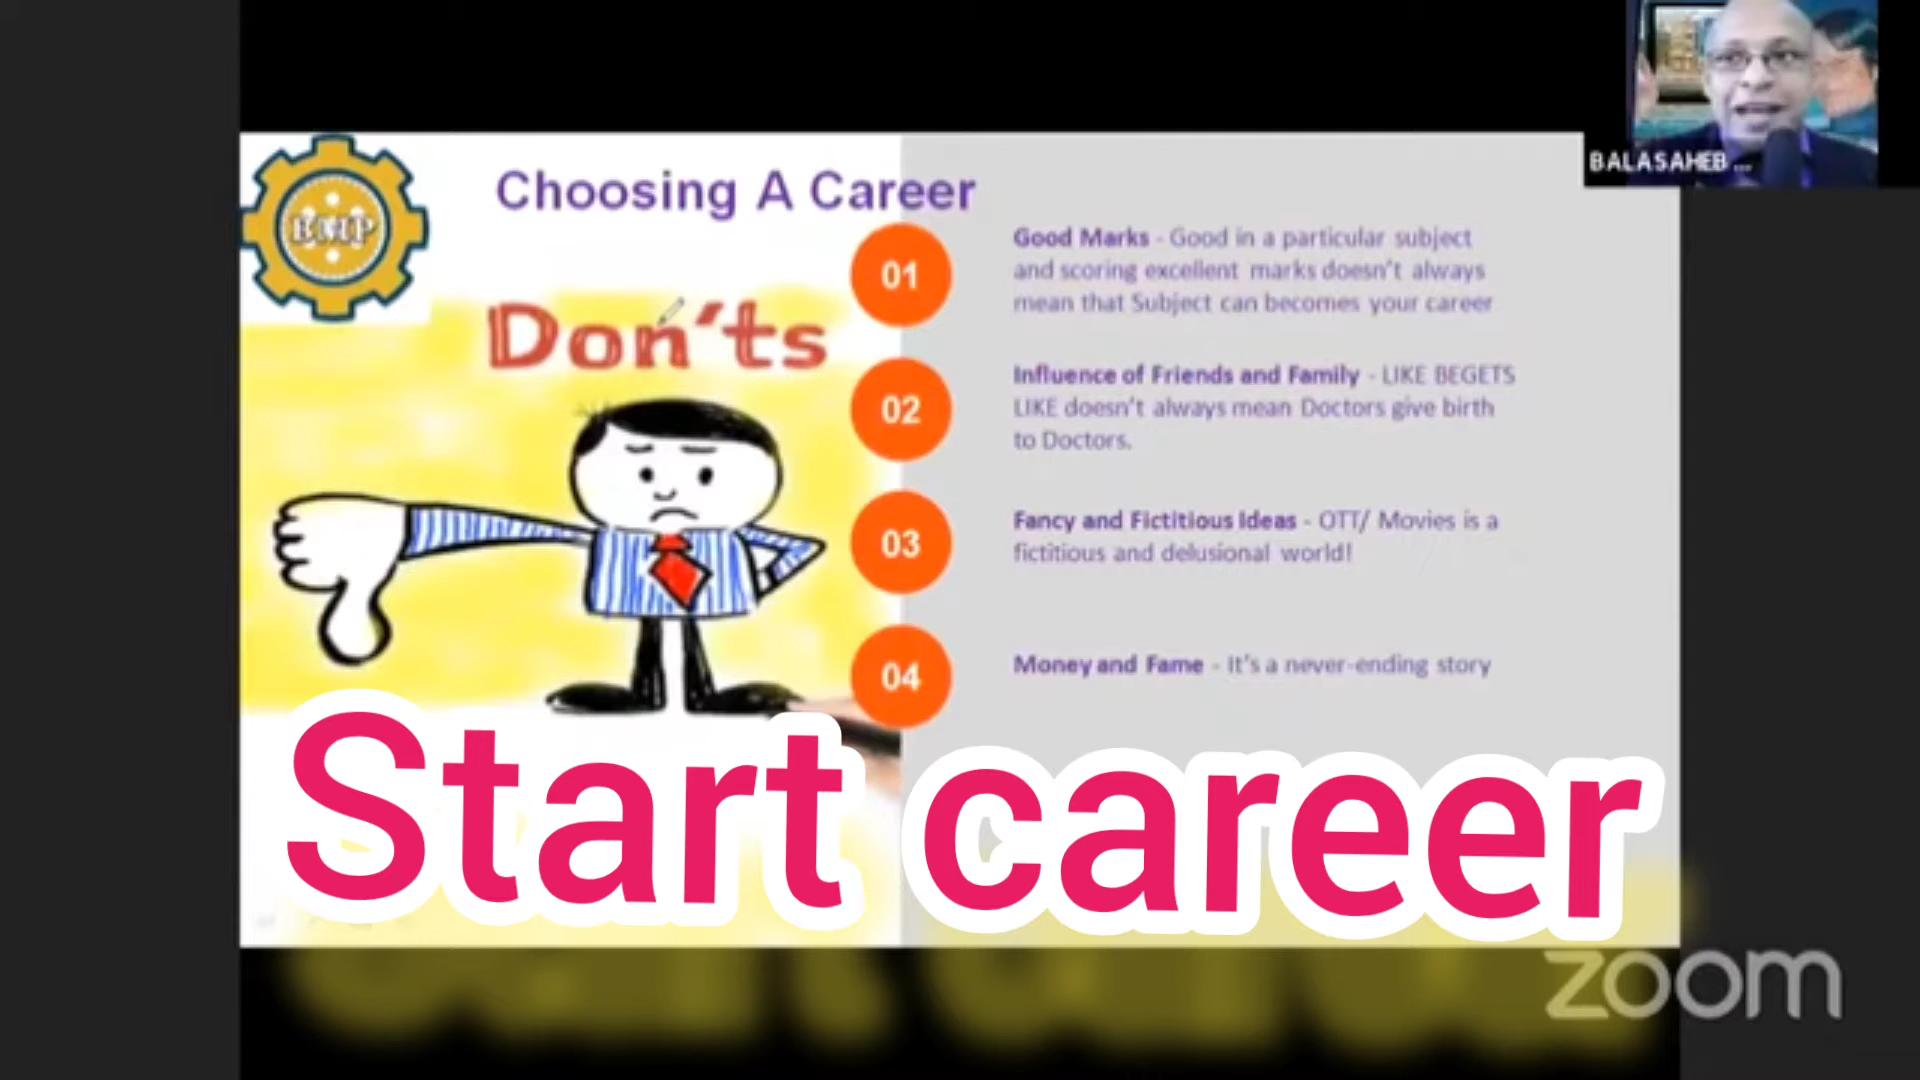 BMP
Choosing A Career
Don'ts
01
Good Marks - Good in a particular subject
and scoring excellent marks doesn't always
mean that Subject can becomes your career
02
Influence of Friends and Family - LIKE BEGETS
LIKE doesn't always mean Doctors give birth
to Doctors.
03
Fancy and Fictitious Ideas - OTT/ Movies is a
fictitious and delusional world!
04
Money and Fame - It's a never-ending story
BALASAHEB ...
Start career
zoom